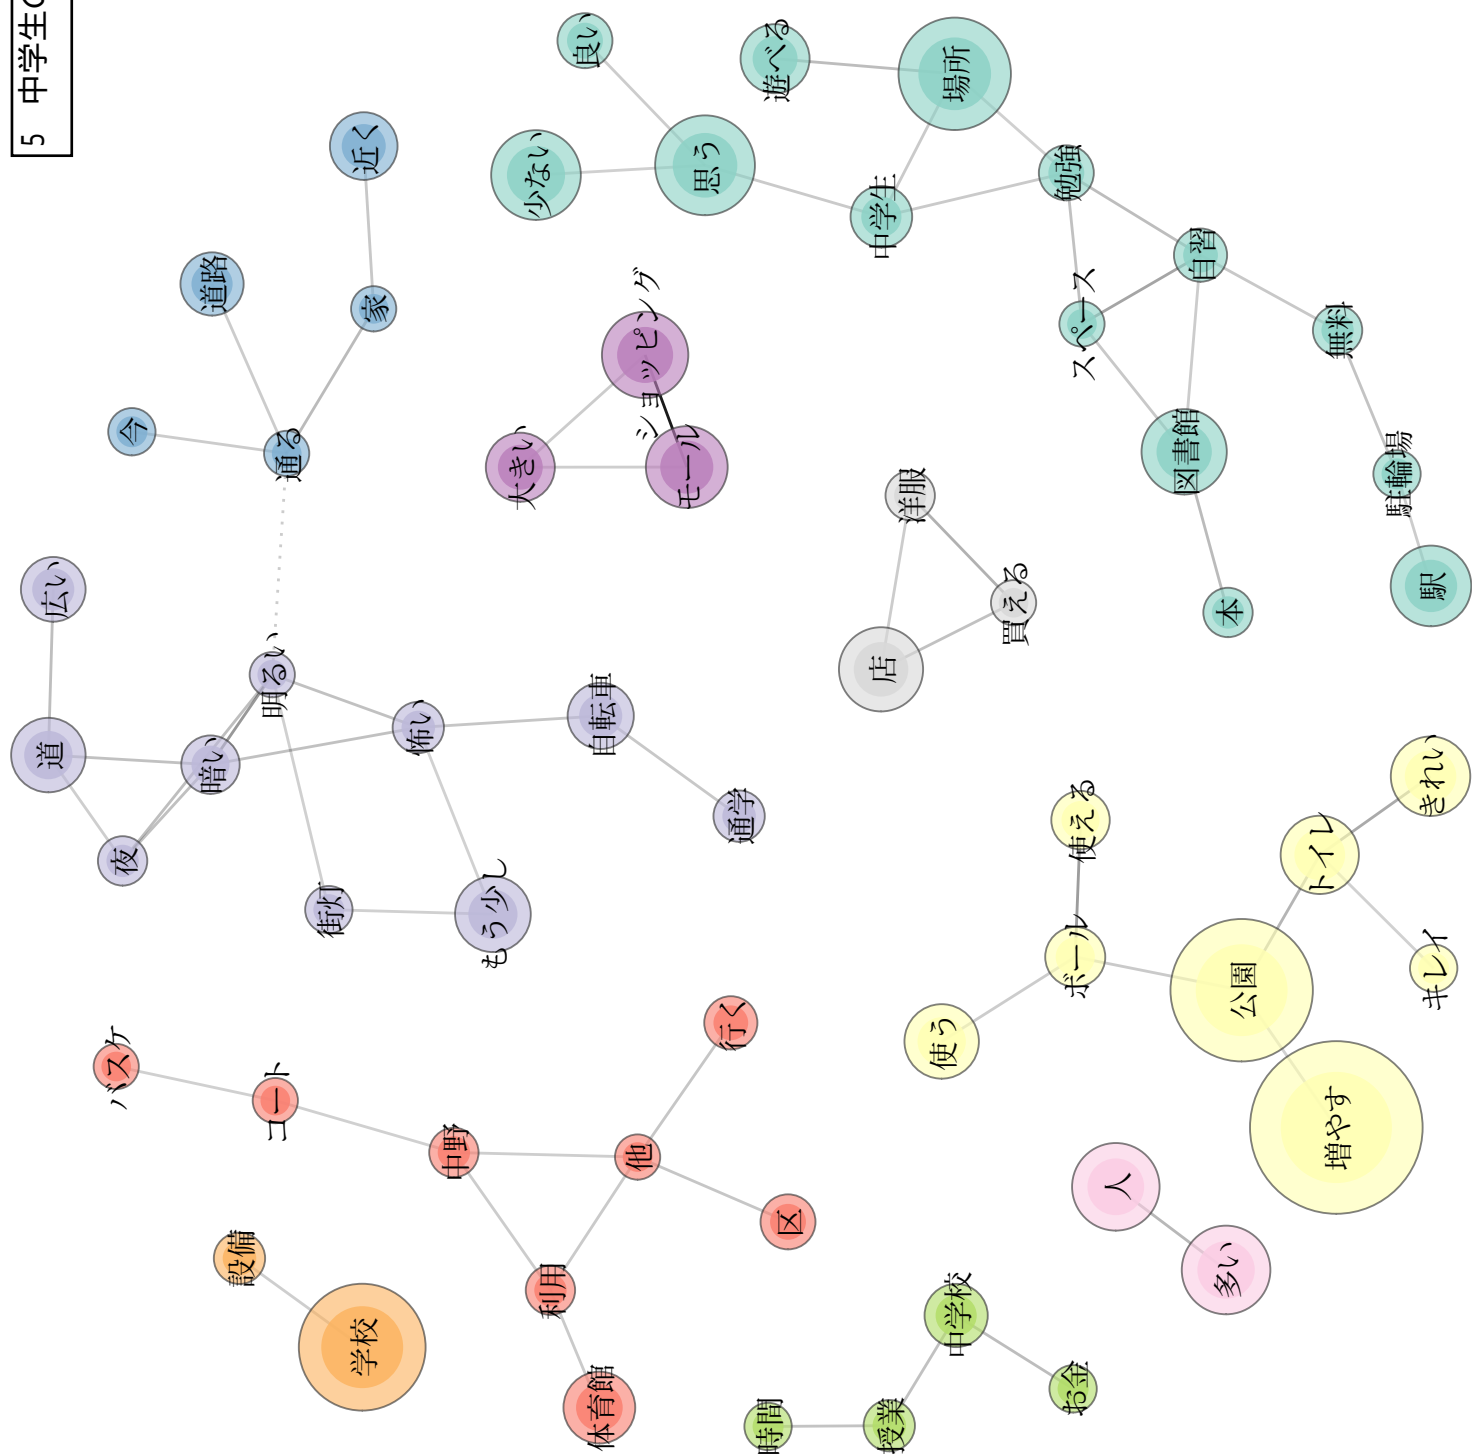 5 中学生
良い
遊べる
場所
少ない
思う
中学生
勉強
近く
道路
家
今
通る
自習
スペース
無料
ショッピング
モール
大きい
図書館
駐輪場
駅
本
洋服
買える
店
広い
道
明るい
暗い
怖い
自転車
通学
夜
街灯
もう少し
使える
ボール
使う
トイレ
きれい
キレイ
公園
増やす
バスケ
コート
中野
他
行く
区
利用
体育館
設備
学校
人
多い
中学校
お金
授業
時間